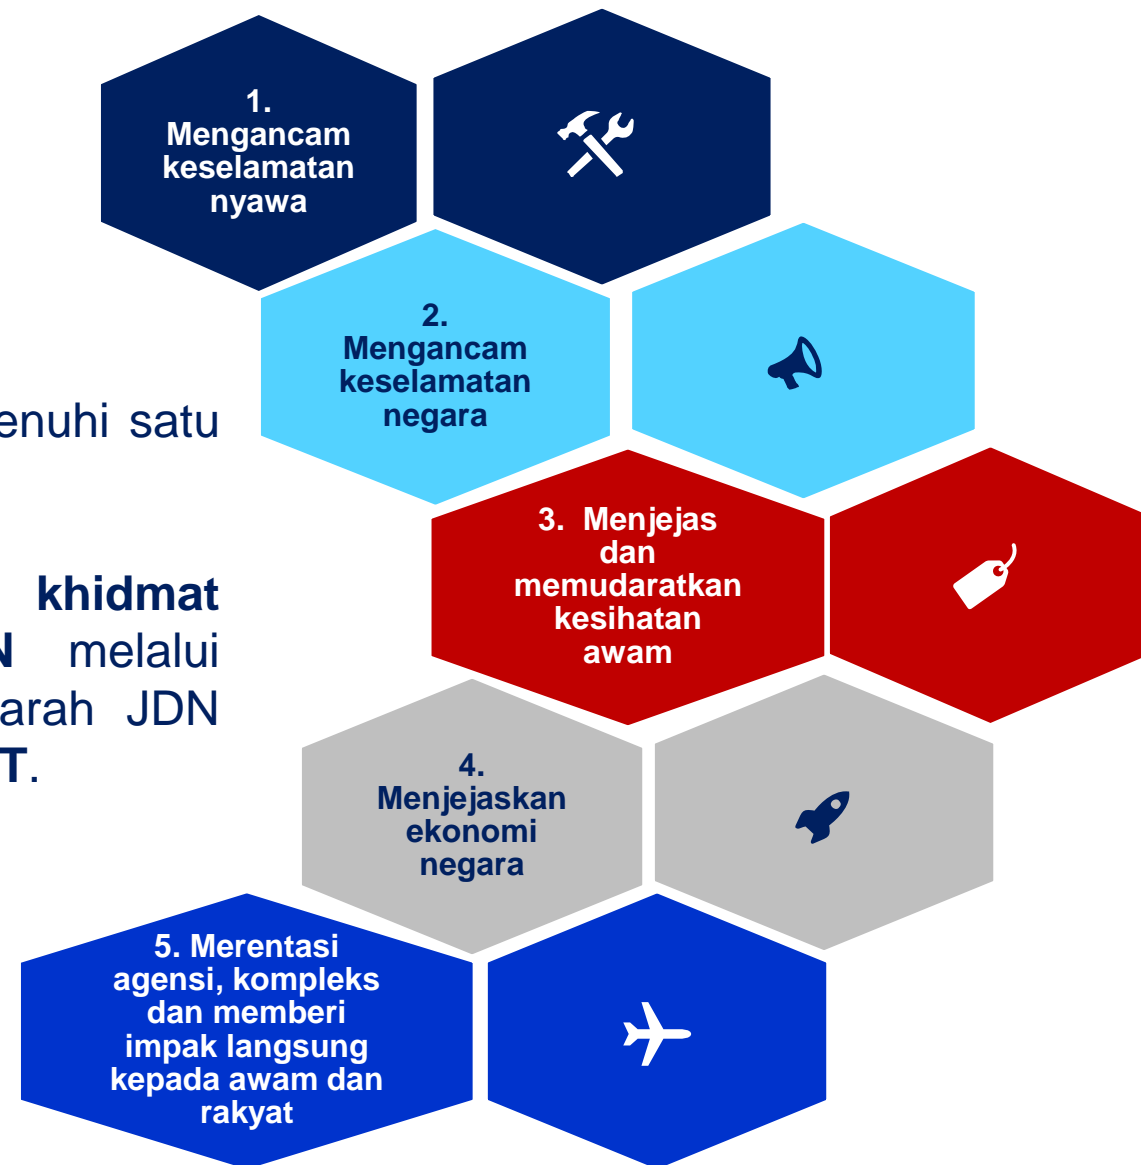 1.
Mengancam
keselamatan
nyawa
2.
Mengancam
keselamatan
negara
enuhi satu
khidmat
N melalui
arah JDN
T.
3. Menjejas
dan
memudaratkan
kesihatan
awam
4.
Menjejaskan
ekonomi
negara
5. Merentasi
agensi, kompleks
dan memberi
impak langsung
kepada awam dan
rakyat